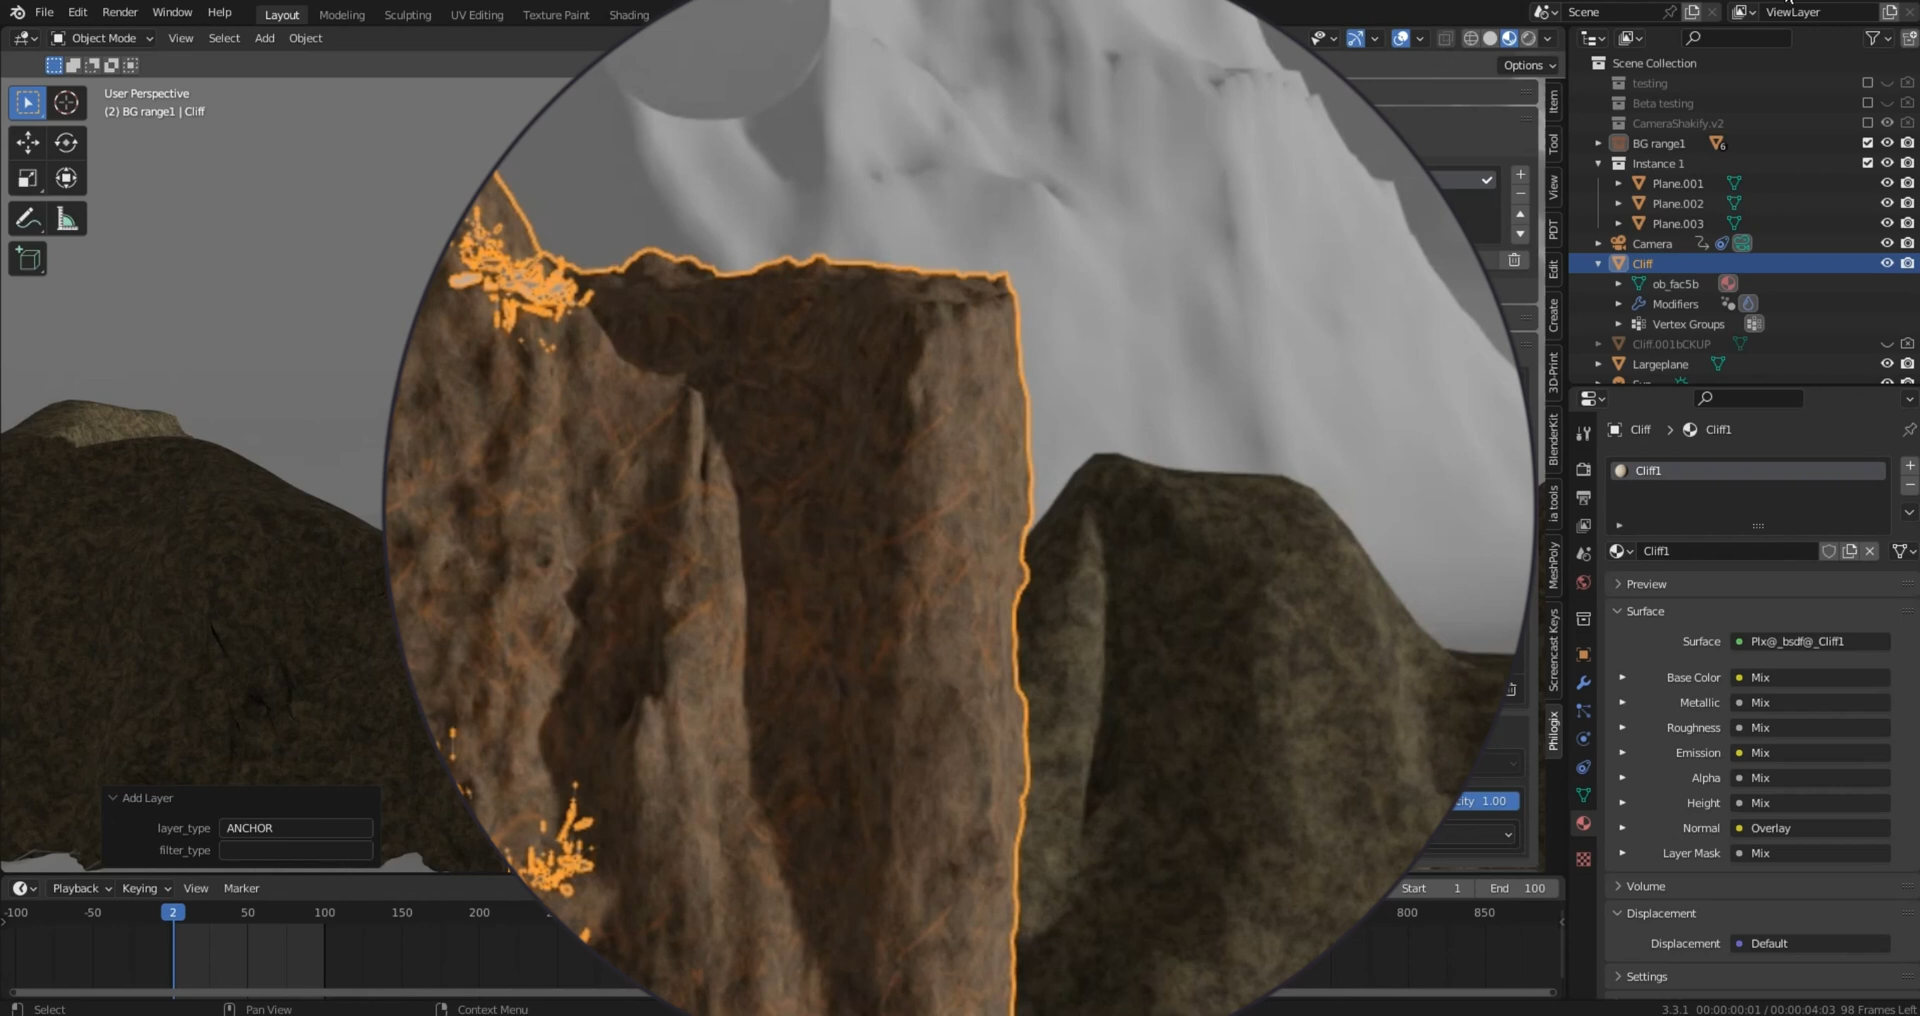 File Edit Render Window Help Layout Modeling Sculpting UV Editing Texture Paint Shading
Scene ViewLayer
Object Mode View Select Add Object
Options
User Perspective
(2) BG range1 | Cliff
Item
Tool
View
PDT
Edit
Create
3D-Print
BlenderKit
ia tools
MeshPoly
Screencast Keys
Philogix
Scene Collection
testing
Beta testing
CameraShakify.v2
BG range1 6
Instance 1
Plane.001
Plane.002
Plane.003
Camera
Cliff
ob_fac5b
Modifiers
Vertex Groups
Cliff.001bCKUP
Largeplane
Cliff > Cliff1
Cliff1
Cliff1
Preview
Surface
Surface Plx@_bsdf@_Cliff1
Base Color Mix
Metallic Mix
Roughness Mix
Emission Mix
Alpha Mix
Height Mix
Normal Overlay
Layer Mask Mix
Volume
Displacement
Displacement Default
Settings
city 1.00
Add Layer
layer_type ANCHOR
filter_type
Playback Keying View Marker
Start 1 End 100
-100 -50 2 50 100 150 200 800 850
Select Pan View Context Menu
3.3.1 00:00:00:01 / 00:00:04:03 98 Frames Left